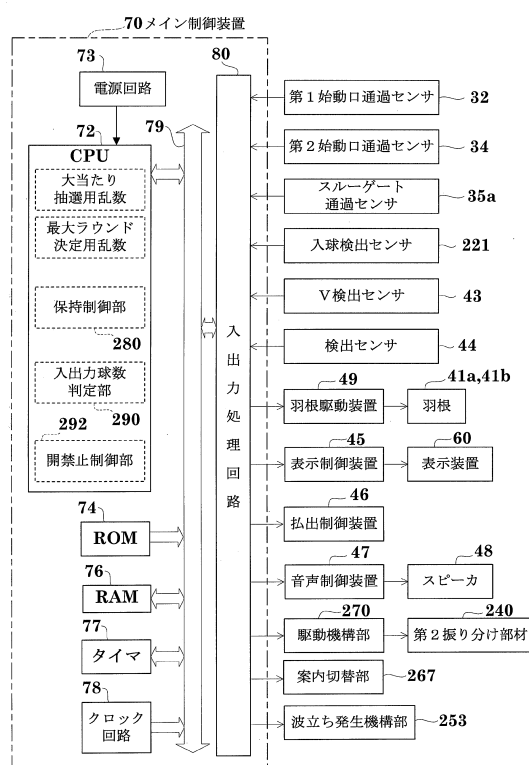 70 メイン制御装置
73
電源回路
80
72
79
CPU
大当たり
抽選用乱数
最大ラウンド
決定用乱数
保持制御部
280
入出力球数
判定部
290
292
開禁止制御部
74
ROM
76
RAM
77
タイマ
78
クロック
回路
入出力処理回路
第1始動口通過センサ
32
第2始動口通過センサ
34
スルーゲート
通過センサ
35a
入球検出センサ
221
V検出センサ
43
検出センサ
44
49
41a,41b
羽根駆動装置
羽根
45
60
表示制御装置
表示装置
46
払出制御装置
47
48
音声制御装置
スピーカ
270
240
駆動機構部
第2振り分け部材
案内切替部
267
波立ち発生機構部
253